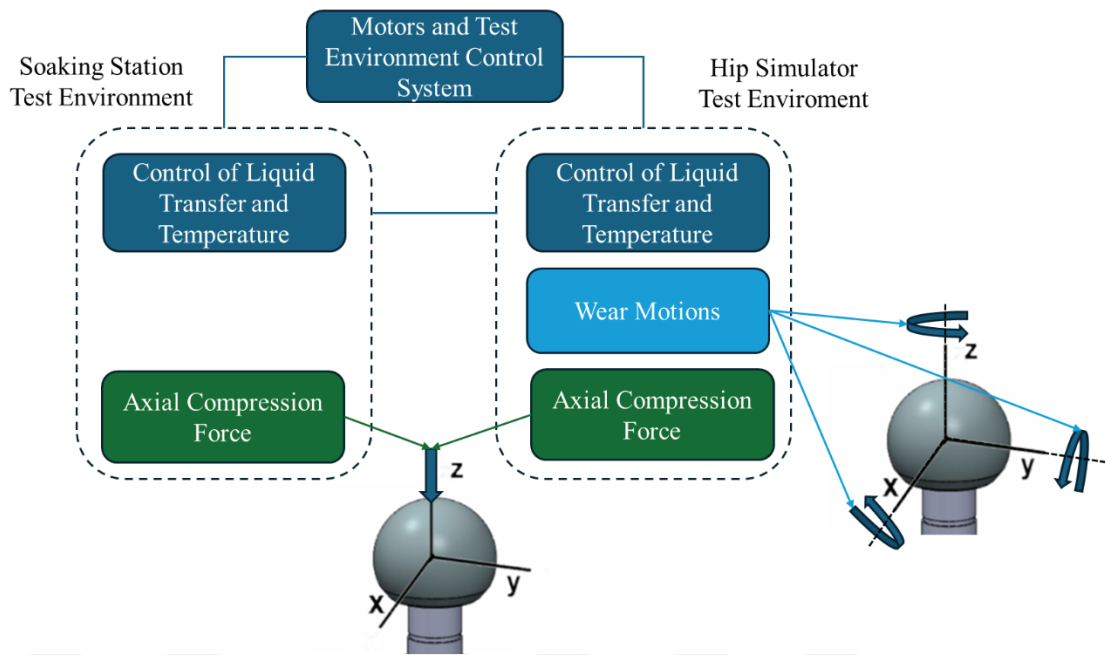 Motors and Test
Environment Control
System
Soaking Station
Test Environment
Hip Simulator
Test Enviroment
Control of Liquid
Transfer and
Temperature
Control of Liquid
Transfer and
Temperature
Wear Motions
Axial Compression
Force
Axial Compression
Force
z
y
x
z
y
x